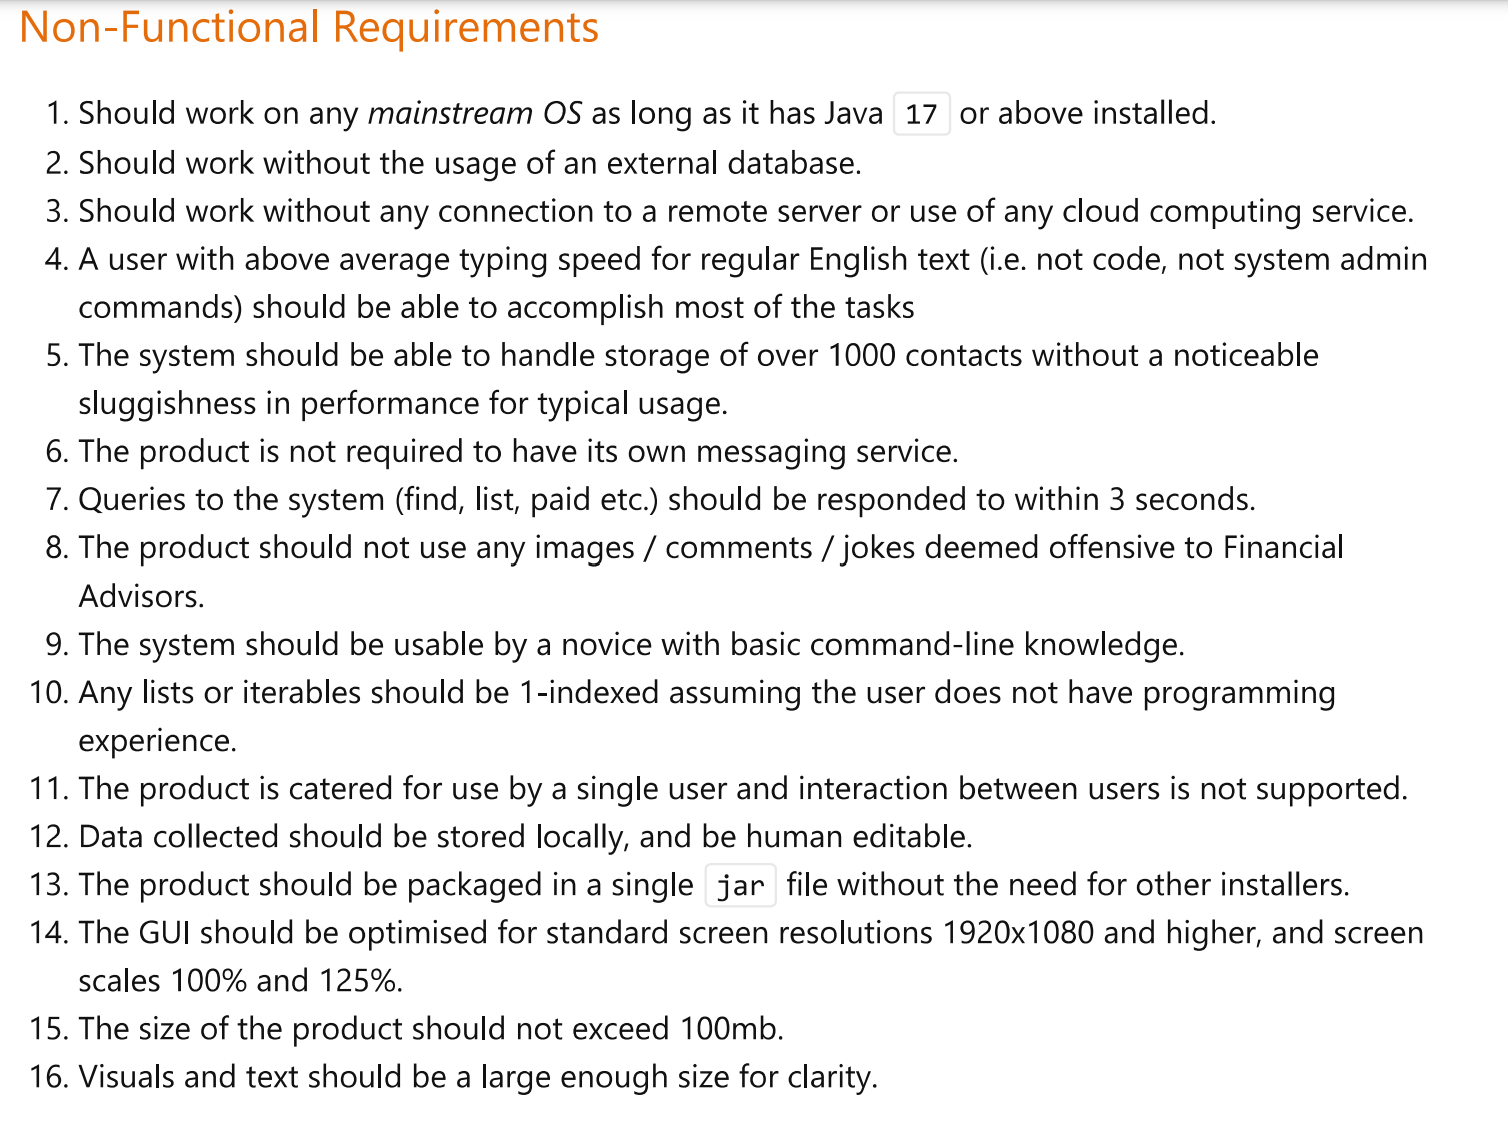 Non-Functional Requirements
1. Should work on any mainstream OS as long as it has Java 17 or above installed.
2. Should work without the usage of an external database.
3. Should work without any connection to a remote server or use of any cloud computing service.
4. A user with above average typing speed for regular English text (i.e. not code, not system admin
commands) should be able to accomplish most of the tasks
5. The system should be able to handle storage of over 1000 contacts without a noticeable
sluggishness in performance for typical usage.
6. The product is not required to have its own messaging service.
7. Queries to the system (find, list, paid etc.) should be responded to within 3 seconds.
8. The product should not use any images / comments / jokes deemed offensive to Financial
Advisors.
9. The system should be usable by a novice with basic command-line knowledge.
10. Any lists or iterables should be 1-indexed assuming the user does not have programming
experience.
11. The product is catered for use by a single user and interaction between users is not supported.
12. Data collected should be stored locally, and be human editable.
13. The product should be packaged in a single jar file without the need for other installers.
14. The GUI should be optimised for standard screen resolutions 1920x1080 and higher, and screen
scales 100% and 125%.
15. The size of the product should not exceed 100mb.
16. Visuals and text should be a large enough size for clarity.